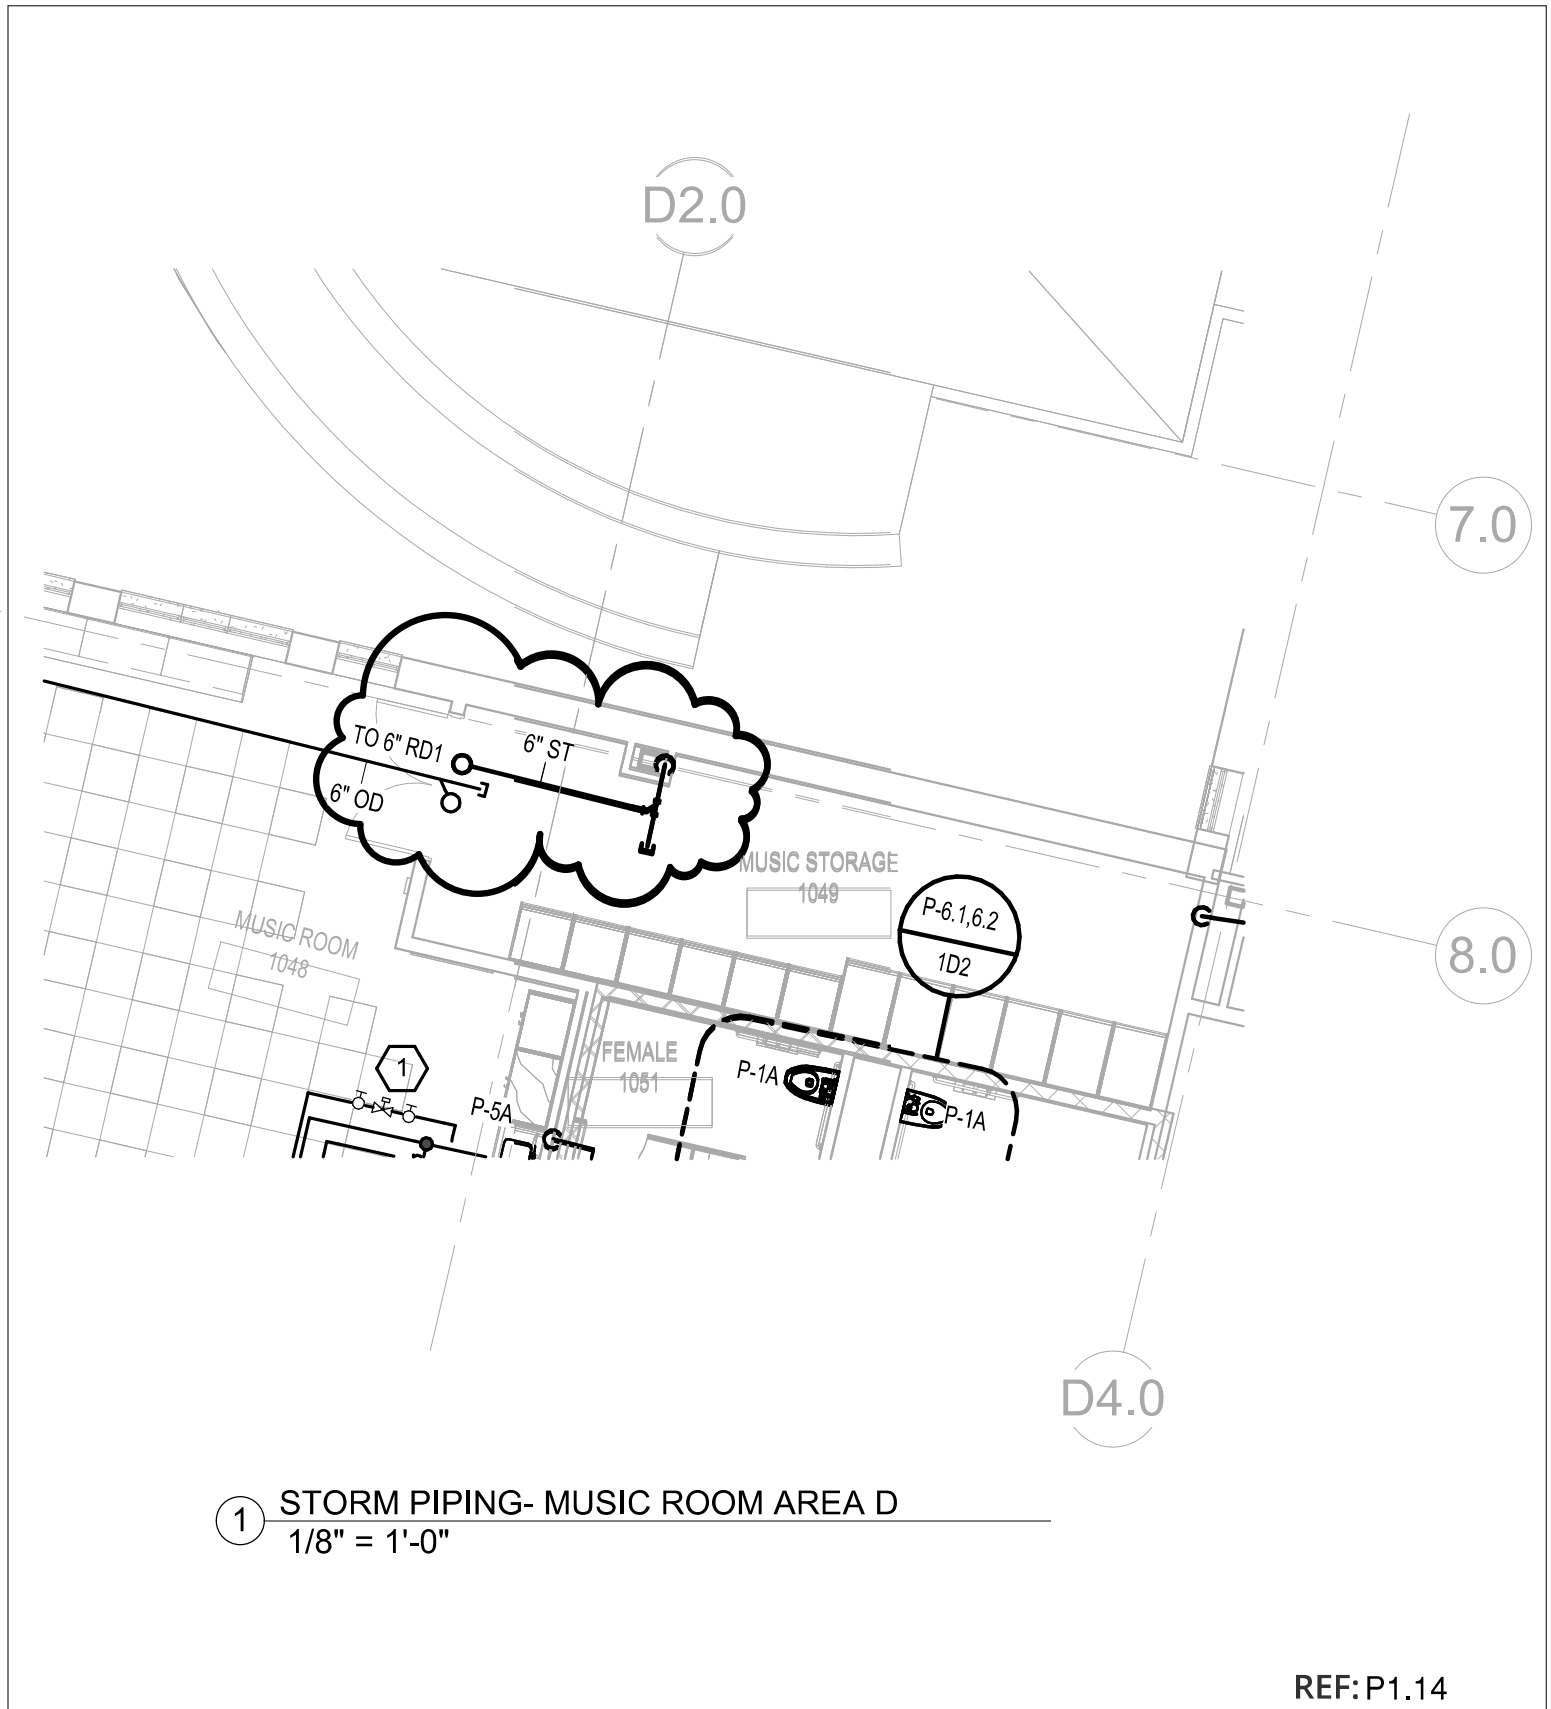 D2.0
7.0
TO 6" RD1
6" ST
6" OD
MUSIC STORAGE
1049
P-6.1,6.2
1D2
MUSIC ROOM
1048
8.0
1
FEMALE
1051
P-1A
P-5A
P-1A
D4.0
1
STORM PIPING- MUSIC ROOM AREA D
1/8" = 1'-0"
REF: P1.14